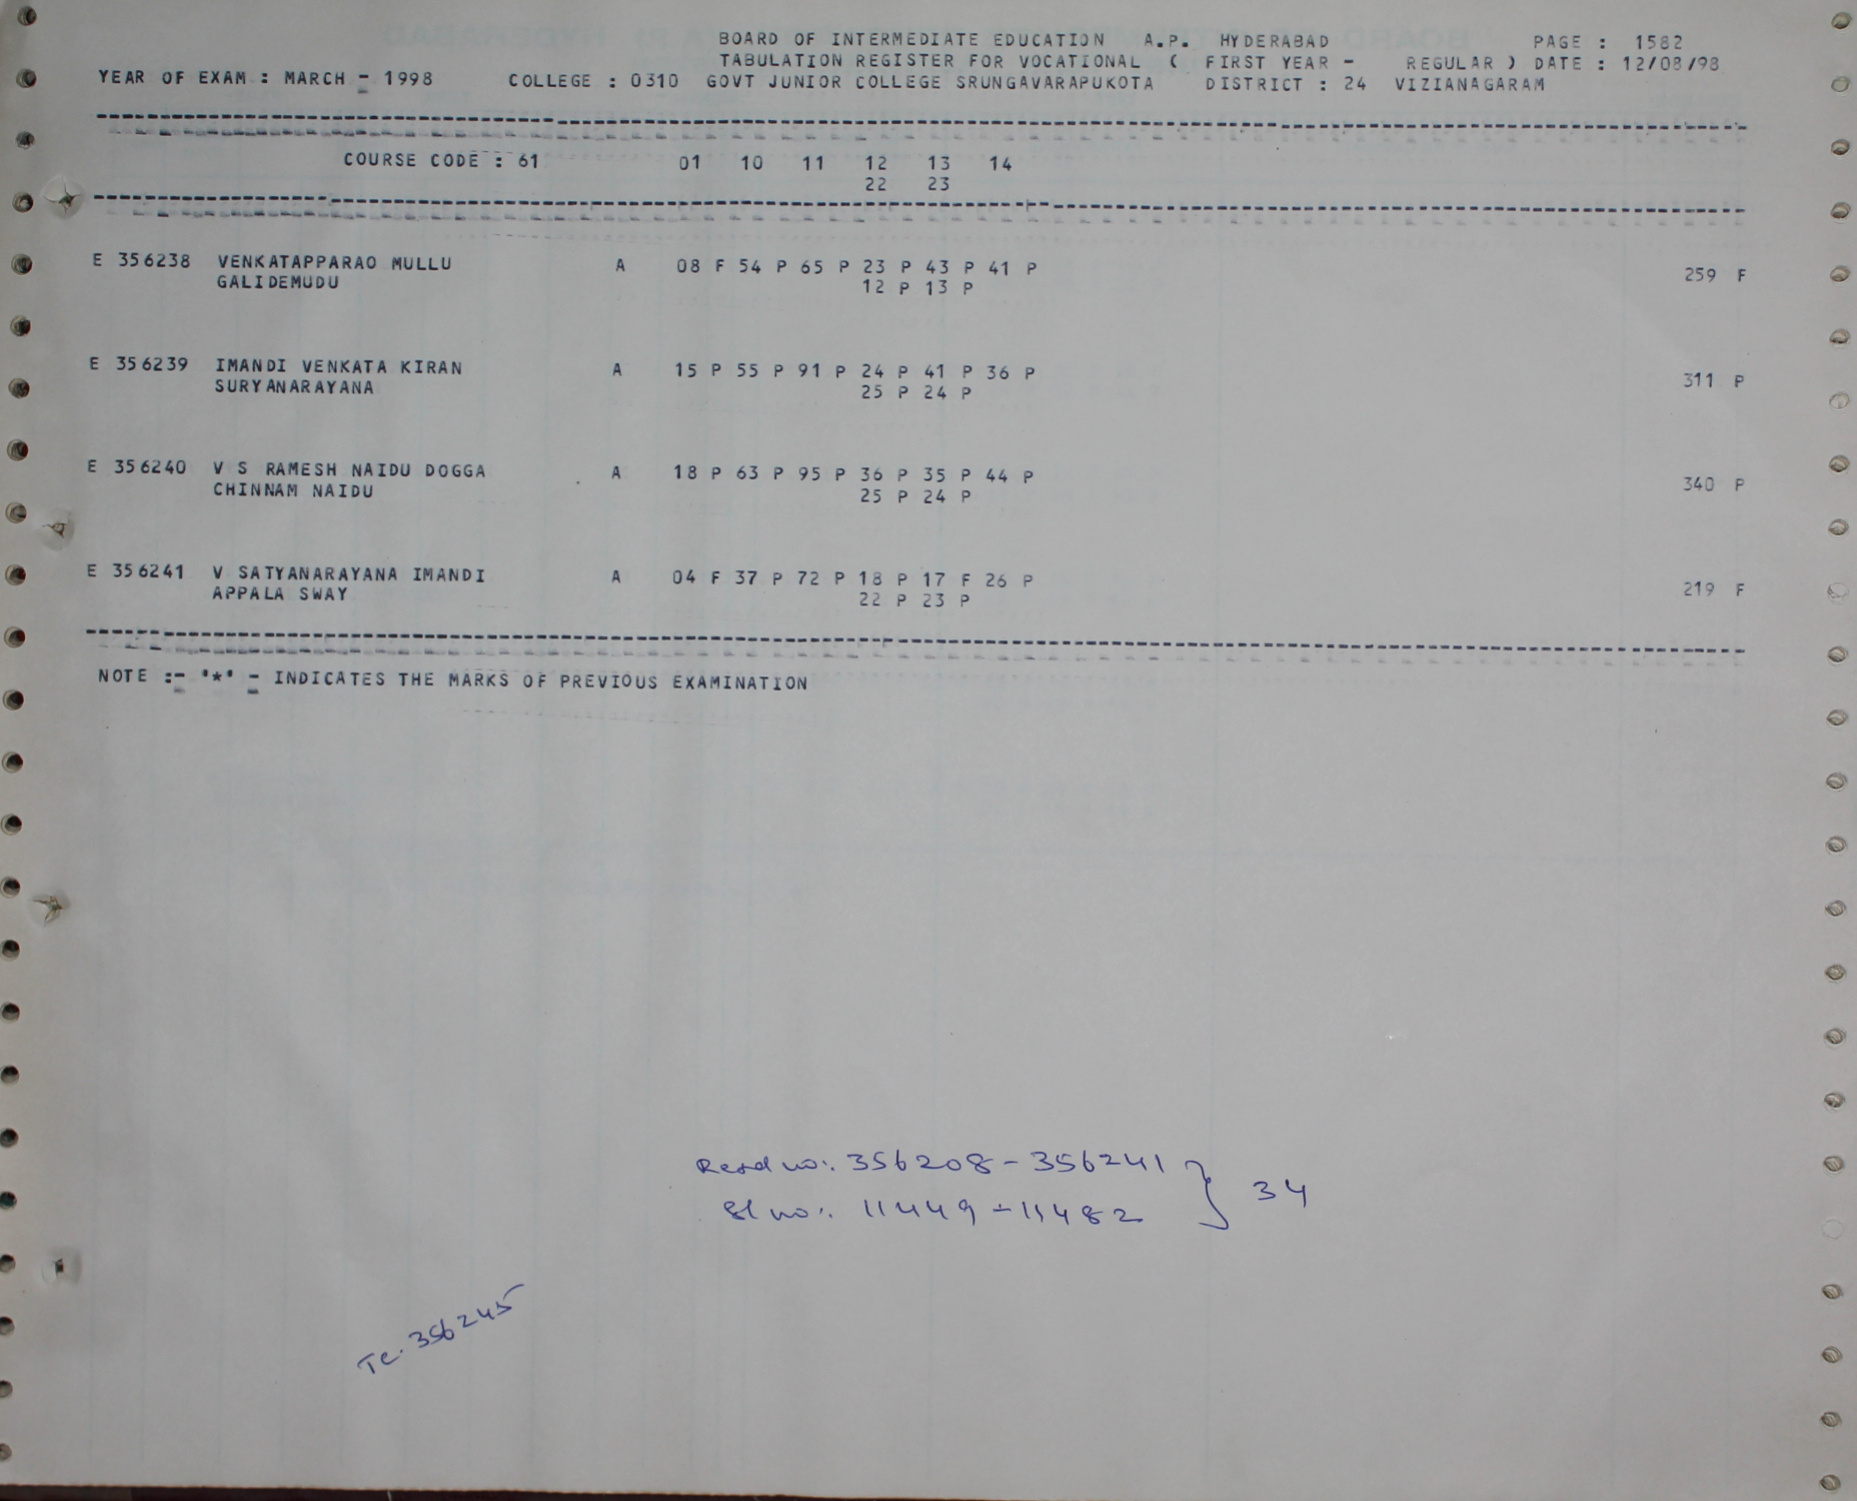 BOARD OF INTERMEDIATE EDUCATION A.P. HYDERABAD PAGE : 1582
TABULATION REGISTER FOR VOCATIONAL ( FIRST YEAR - REGULAR ) DATE : 12/08/98
YEAR OF EXAM : MARCH - 1998 COLLEGE : 0310 GOVT JUNIOR COLLEGE SRUNGAVARAPUKOTA DISTRICT : 24 VIZIANAGARAM
COURSE CODE : 61 01 10 11 12 13 14
22 23
E 356238 VENKATAPPARAO MULLU A 08 F 54 P 65 P 23 P 43 P 41 P 259 F
GALIDEMUDU 12 P 13 P
E 356239 IMANDI VENKATA KIRAN A 15 P 55 P 91 P 24 P 41 P 36 P 311 P
SURYANARAYANA 25 P 24 P
E 356240 V S RAMESH NAIDU DOGGA A 18 P 63 P 95 P 36 P 35 P 44 P 340 P
CHINNAM NAIDU 25 P 24 P
E 356241 V SATYANARAYANA IMANDI A 04 F 37 P 72 P 18 P 17 F 26 P 219 F
APPALA SWAY 22 P 23 P
NOTE :- '*' - INDICATES THE MARKS OF PREVIOUS EXAMINATION
no: 356208 - 356241 } 34
Sl no: 11449 - 11482
Tc. 356245